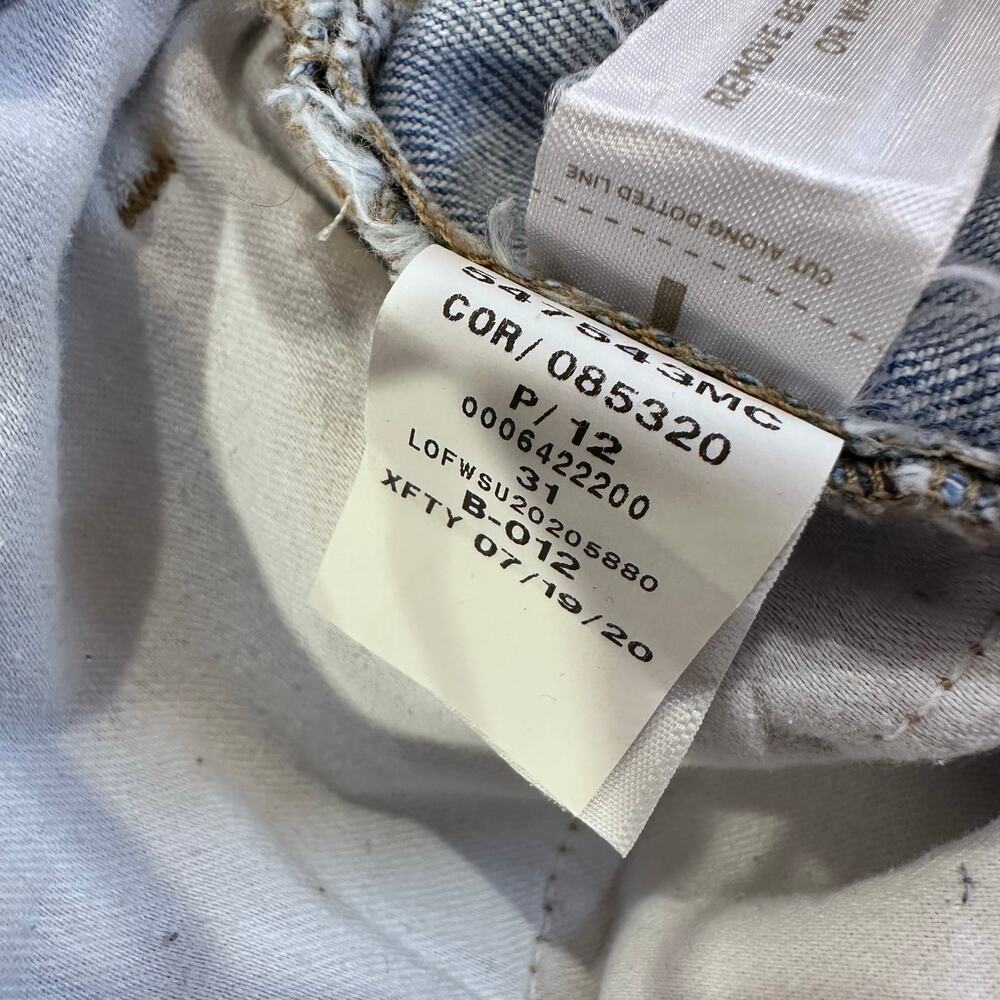 REMOVE BE
OR WA
CUT ALONG DOTTED LINE
547543MC
COR/085320
P/12
0006422200
31
LOFWSU20205880
B-012
XFTY 07/19/20